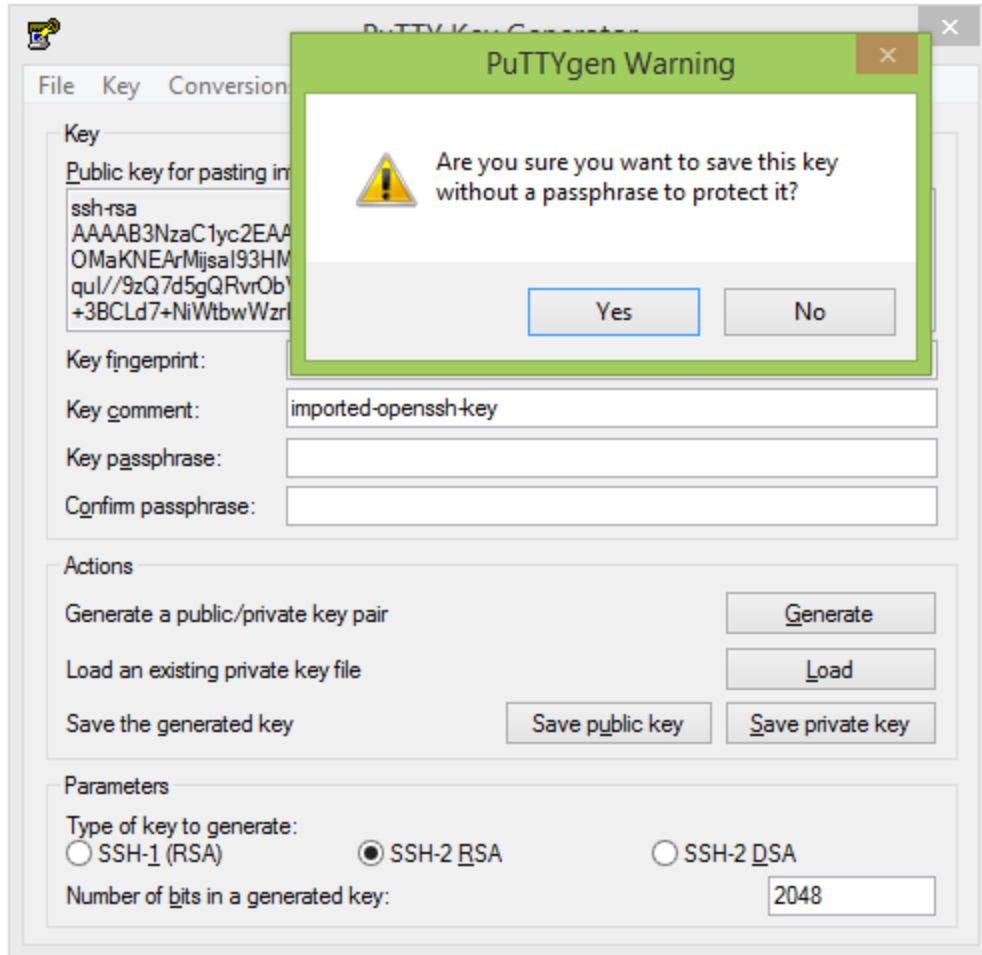 PuTTYgen Warning
File Key Conversion
Key
Are you sure you want to save this key
without a passphrase to protect it?
Public key for pasting in
ssh-rsa
AAAAB3NzaC1yc2EAA
OMaKNEArMijsaI93HM
quI//9zQ7d5gQRvrOb
+3BCLd7+NiWtbwWzr
Yes No
Key fingerprint:
Key comment: imported-openssh-key
Key passphrase:
Confirm passphrase:
Actions
Generate a public/private key pair Generate
Load an existing private key file Load
Save the generated key Save public key Save private key
Parameters
Type of key to generate:
SSH-1 (RSA) SSH-2 RSA SSH-2 DSA
Number of bits in a generated key: 2048